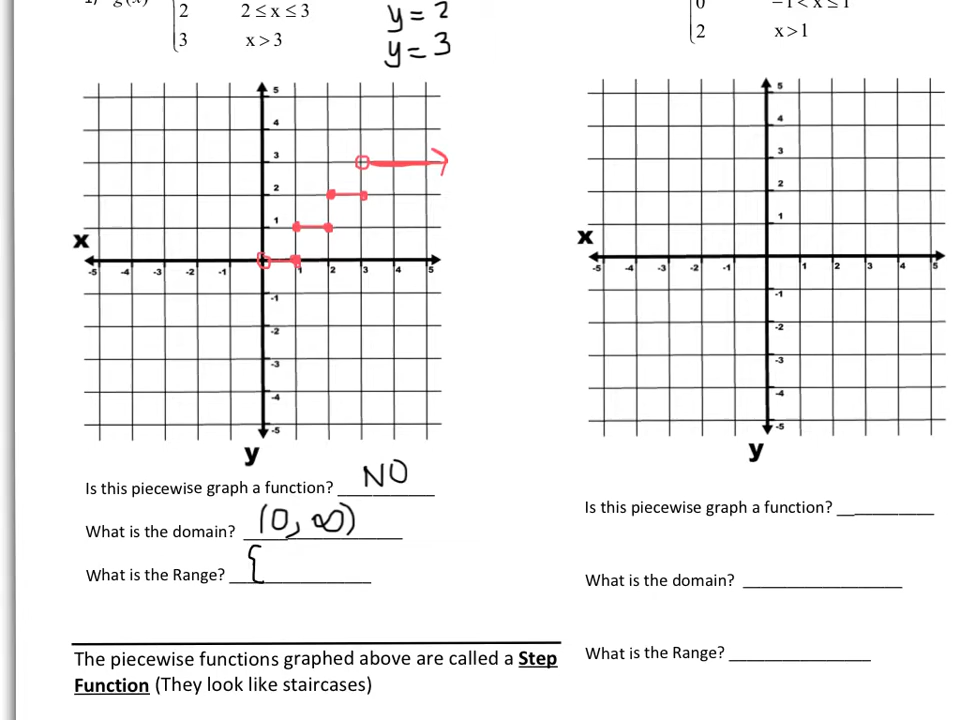 2 2 ≤ x ≤ 3
3 x > 3
y = 2
y = 3
0 -1 < x ≤ 1
2 x > 1
5
4
3
2
1
x
-5 -4 -3 -2 -1 1 2 3 4 5
-1
-2
-3
-4
-5
y
5
4
3
2
1
x
-5 -4 -3 -2 -1 1 2 3 4 5
-1
-2
-3
-4
-5
y
Is this piecewise graph a function? NO
What is the domain? (0, ∞)
What is the Range? {
Is this piecewise graph a function?
What is the domain?
What is the Range?
The piecewise functions graphed above are called a Step
Function (They look like staircases)